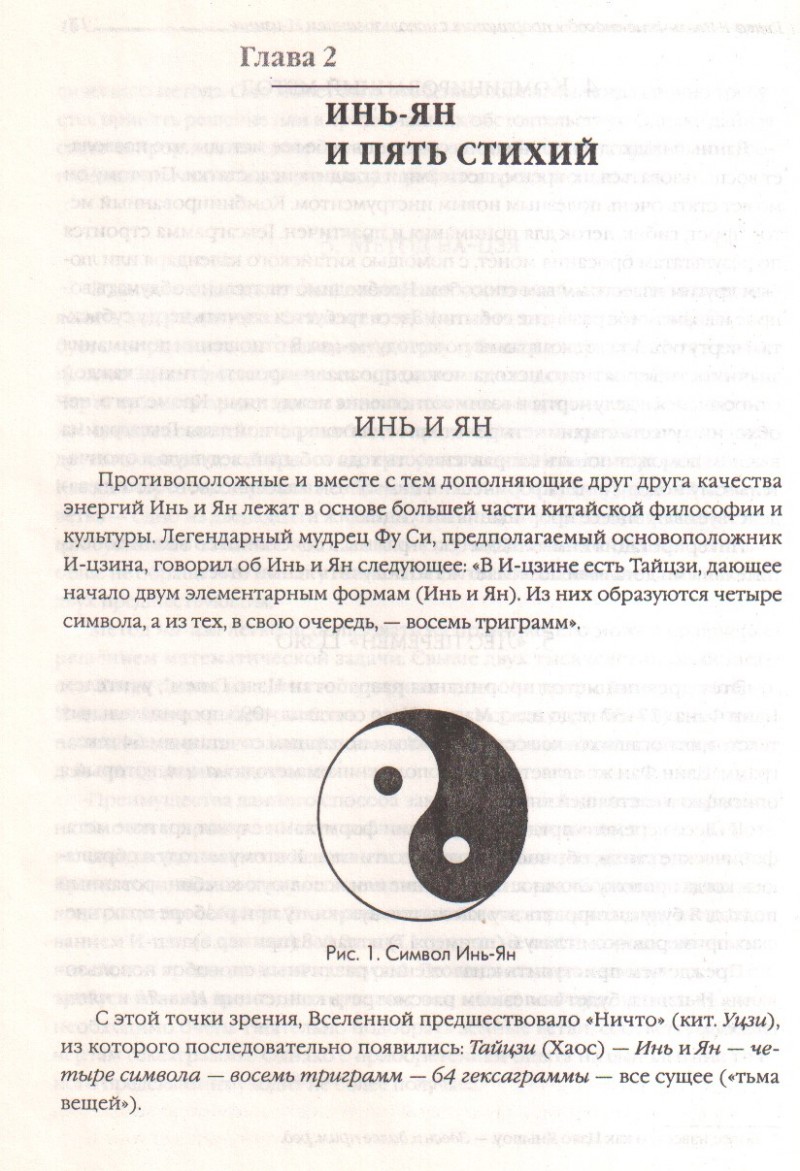 Глава 2
ИНЬ-ЯН
И ПЯТЬ СТИХИЙ
ИНЬ И ЯН
Противоположные и вместе с тем дополняющие друг друга качества
энергий Инь и Ян лежат в основе большей части китайской философии и
культуры. Легендарный мудрец Фу Си, предполагаемый основоположник
И-цзина, говорил об Инь и Ян следующее: «В И-цзине есть Тайцзи, дающее
начало двум элементарным формам (Инь и Ян). Из них образуются четыре
символа, а из тех, в свою очередь, — восемь триграмм».
Рис. 1. Символ Инь-Ян
С этой точки зрения, Вселенной предшествовало «Ничто» (кит. Уцзи),
из которого последовательно появились: Тайцзи (Хаос) — Инь и Ян — че-
тыре символа — восемь триграмм — 64 гексаграммы — все сущее («тьма
вещей»).